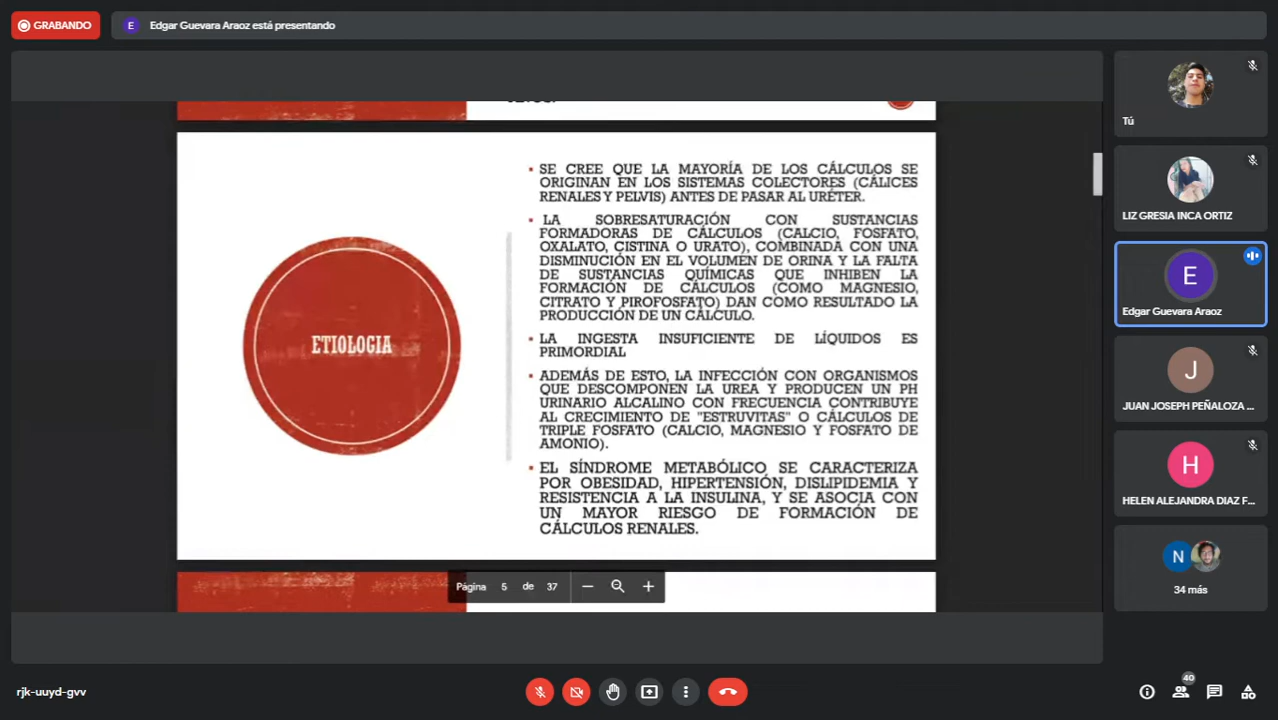 GRABANDO
E
Edgar Guevara Araoz está presentando
ETIOLOGIA
▪ SE CREE QUE LA MAYORÍA DE LOS CÁLCULOS SE
ORIGINAN EN LOS SISTEMAS COLECTORES (CÁLICES
RENALES Y PELVIS) ANTES DE PASAR AL URÉTER.
▪ LA SOBRESATURACIÓN CON SUSTANCIAS
FORMADORAS DE CÁLCULOS (CALCIO, FOSFATO,
OXALATO, CISTINA O URATO), COMBINADA CON UNA
DISMINUCIÓN EN EL VOLUMEN DE ORINA Y LA FALTA
DE SUSTANCIAS QUÍMICAS QUE INHIBEN LA
FORMACIÓN DE CÁLCULOS (COMO MAGNESIO,
CITRATO Y PIROFOSFATO) DAN COMO RESULTADO LA
PRODUCCIÓN DE UN CÁLCULO.
▪ LA INGESTA INSUFICIENTE DE LÍQUIDOS ES
PRIMORDIAL
▪ ADEMÁS DE ESTO, LA INFECCIÓN CON ORGANISMOS
QUE DESCOMPONEN LA UREA Y PRODUCEN UN PH
URINARIO ALCALINO CON FRECUENCIA CONTRIBUYE
AL CRECIMIENTO DE "ESTRUVITAS" O CÁLCULOS DE
TRIPLE FOSFATO (CALCIO, MAGNESIO Y FOSFATO DE
AMONIO).
▪ EL SÍNDROME METABÓLICO SE CARACTERIZA
POR OBESIDAD, HIPERTENSIÓN, DISLIPIDEMIA Y
RESISTENCIA A LA INSULINA, Y SE ASOCIA CON
UN MAYOR RIESGO DE FORMACIÓN DE
CÁLCULOS RENALES.
Página 5 de 37
Tú
LIZ GRESIA INCA ORTIZ
E
Edgar Guevara Araoz
J
JUAN JOSEPH PEÑALOZA ...
H
HELEN ALEJANDRA DIAZ F...
N
34 más
rjk-uuyd-gvv
40